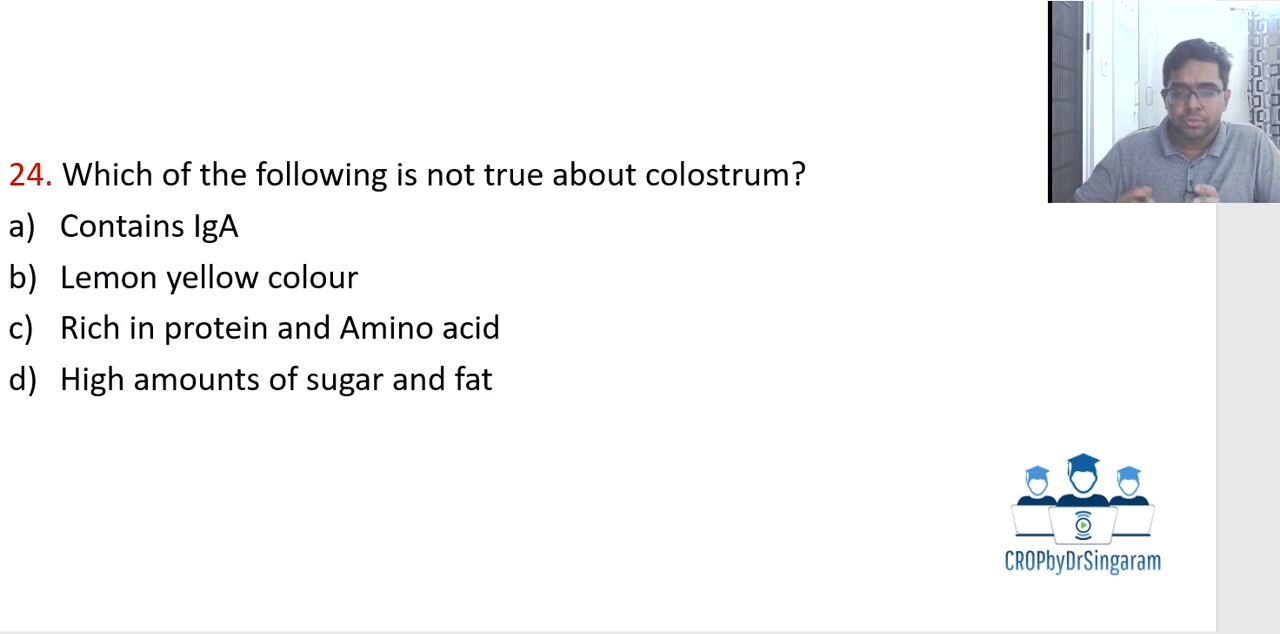 24. Which of the following is not true about colostrum?
a) Contains IgA
b) Lemon yellow colour
c) Rich in protein and Amino acid
d) High amounts of sugar and fat
CROPbyDrSingaram